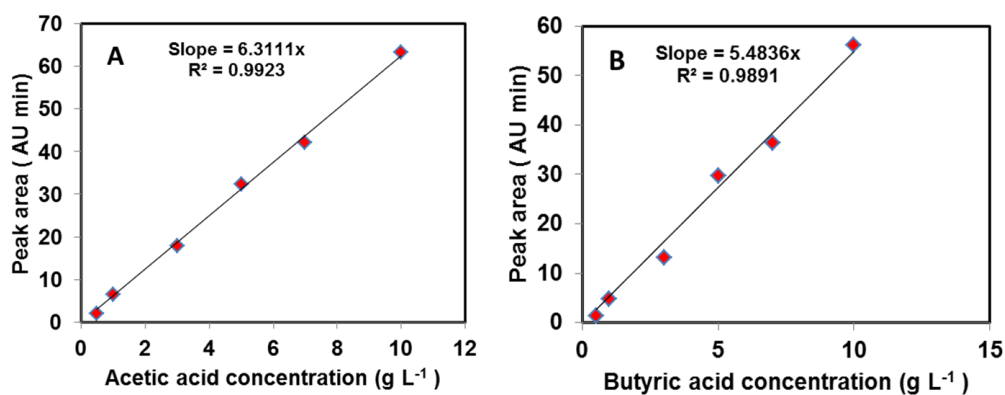 A
Slope = 6.3111x
R² = 0.9923
Peak area ( AU min)
70
60
50
40
30
20
10
0
0 2 4 6 8 10 12
Acetic acid concentration (g L⁻¹ )
B
Slope = 5.4836x
R² = 0.9891
Peak area ( AU min)
60
50
40
30
20
10
0
0 5 10 15
Butyric acid concentration (g L⁻¹ )